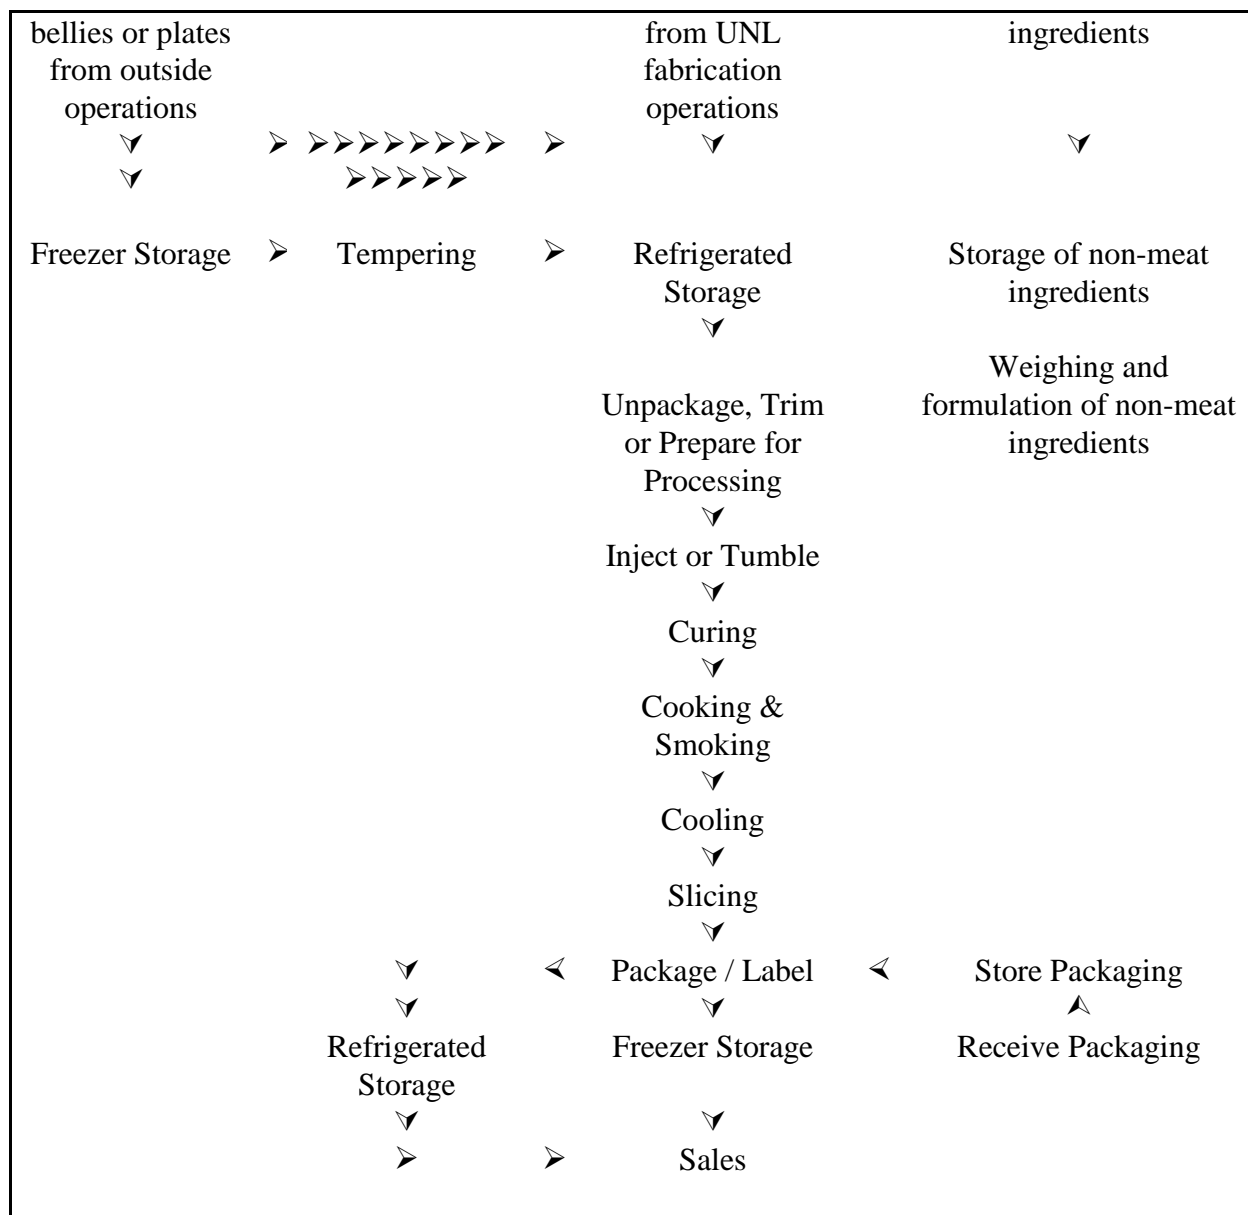 bellies or plates
from outside
operations
from UNL
fabrication
operations
ingredients
Freezer Storage
Tempering
Refrigerated
Storage
Storage of non-meat
ingredients
Unpackage, Trim
or Prepare for
Processing
Weighing and
formulation of non-meat
ingredients
Inject or Tumble
Curing
Cooking &
Smoking
Cooling
Slicing
Package / Label
Store Packaging
Refrigerated
Storage
Freezer Storage
Receive Packaging
Sales